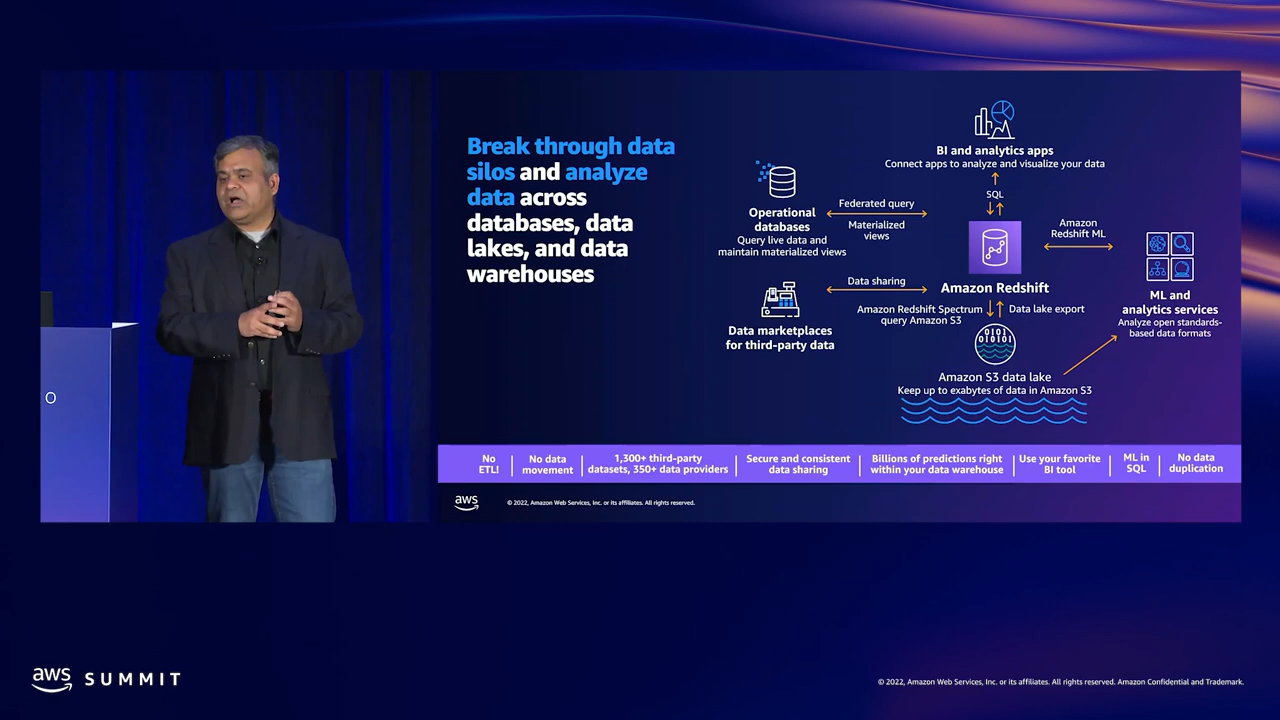 Break through data
silos and analyze
data across
databases, data
lakes, and data
warehouses
BI and analytics apps
Connect apps to analyze and visualize your data
SQL
Operational
databases
Query live data and
maintain materialized views
Federated query
Materialized
views
Amazon
Redshift ML
Amazon Redshift
Data sharing
Data marketplaces
for third-party data
Amazon Redshift Spectrum
query Amazon S3
Data lake export
ML and
analytics services
Analyze open standards-
based data formats
0101
010101
Amazon S3 data lake
Keep up to exabytes of data in Amazon S3
O
No
ETL!
No data
movement
1,300+ third-party
datasets, 350+ data providers
Secure and consistent
data sharing
Billions of predictions right
within your data warehouse
Use your favorite
BI tool
ML in
SQL
No data
duplication
aws
© 2022, Amazon Web Services, Inc. or its affiliates. All rights reserved.
aws SUMMIT
© 2022, Amazon Web Services, Inc. or its affiliates. All rights reserved. Amazon Confidential and Trademark.